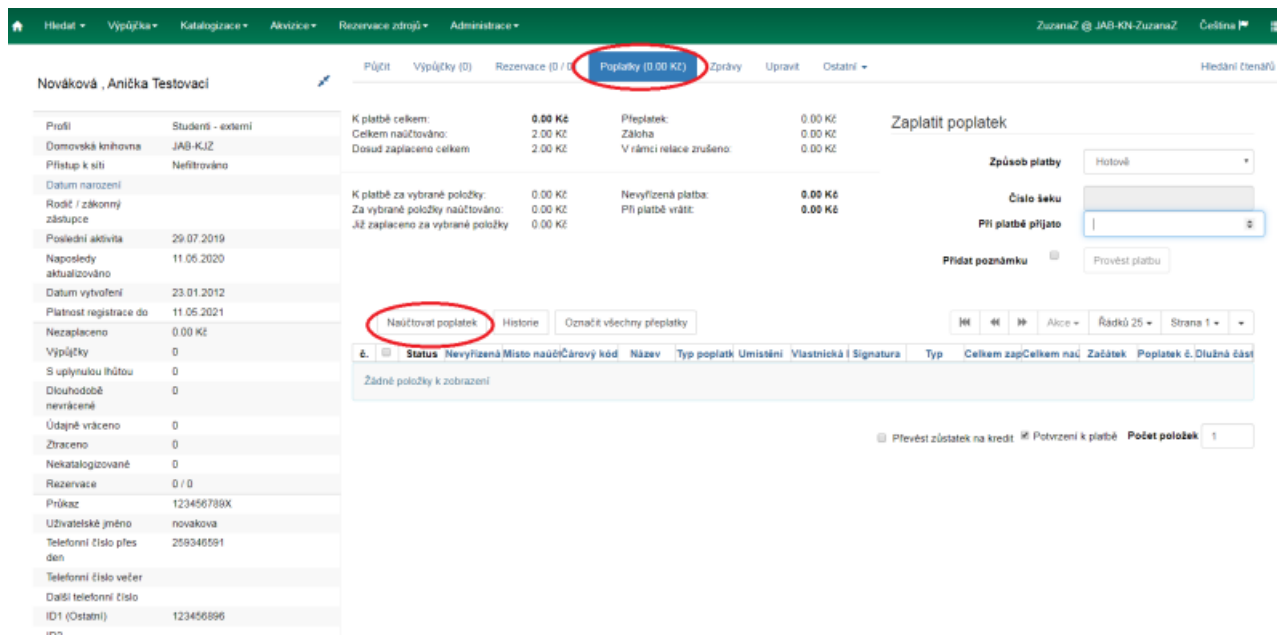 Hledat Výpůjčka Katalogizace Akvizice Rezervace zdrojů Administrace ZuzanaZ @ JAB-KN-ZuzanaZ Čeština
Nováková , Anička Testovací
Profil Studenti - externí
Domovská knihovna JAB-KJZ
Přístup k síti Nefiltrováno
Datum narození
Rodič / zákonný
zástupce
Poslední aktivita 29.07.2019
Naposledy 11.05.2020
aktualizováno
Datum vytvoření 23.01.2012
Platnost registrace do 11.05.2021
Nezaplaceno 0.00 Kč
Výpůjčky 0
S uplynulou lhůtou 0
Dlouhodobě 0
nevrácené
Údajně vráceno 0
Ztraceno 0
Nekatalogizované 0
Rezervace 0 / 0
Průkaz 123456789X
Uživatelské jméno novakova
Telefonní číslo přes 259346591
den
Telefonní číslo večer
Další telefonní číslo
ID1 (Ostatní) 123456896
Půjčit Výpůjčky (0) Rezervace (0 / 0 Poplatky (0.00 Kč) Zprávy Upravit Ostatní Hledání čtenářů
K platbě celkem: 0.00 Kč Přeplatek: 0.00 Kč
Celkem naúčtováno: 2.00 Kč Záloha 0.00 Kč
Dosud zaplaceno celkem 2.00 Kč V rámci relace zrušeno: 0.00 Kč
K platbě za vybrané položky: 0.00 Kč Nevyřízená platba: 0.00 Kč
Za vybrané položky naúčtováno: 0.00 Kč Při platbě vrátit: 0.00 Kč
Již zaplaceno za vybrané položky 0.00 Kč
Zaplatit poplatek
Způsob platby Hotově
Číslo šeku
Při platbě přijato
Přidat poznámku Provést platbu
Naúčtovat poplatek Historie Označit všechny přeplatky Akce Řádků 25 Strana 1
č. Status Nevyřízená Místo naúčt Čárový kód Název Typ poplatk Umístění Vlastnická Signatura Typ Celkem zap Celkem naú Začátek Poplatek č. Dlužná část
Žádné položky k zobrazení
Převést zůstatek na kredit Potvrzení k platbě Počet položek 1